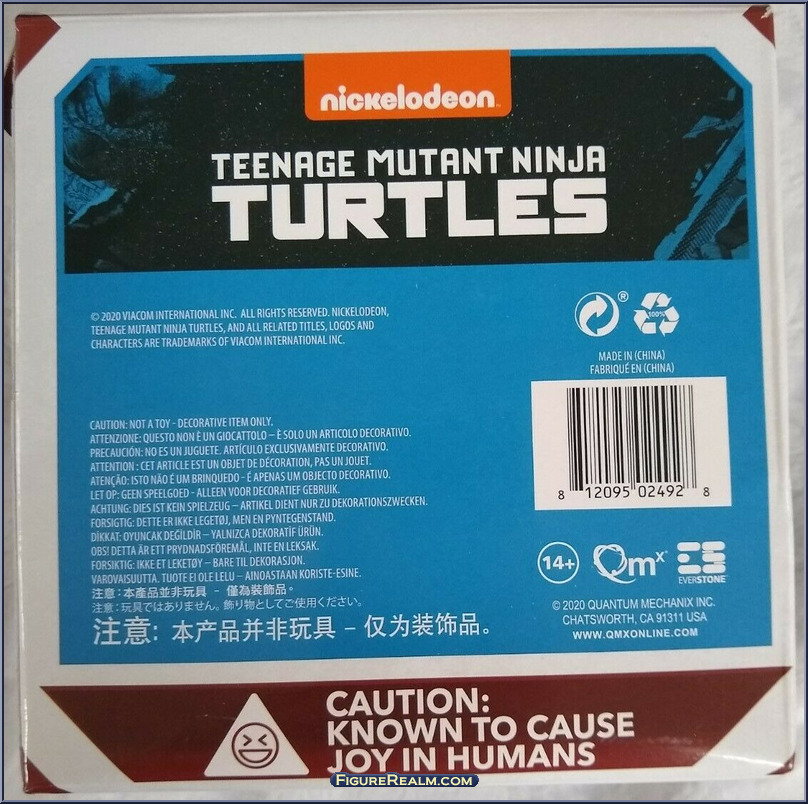 nickelodeon
TEENAGE MUTANT NINJA
TURTLES
© 2020 VIACOM INTERNATIONAL INC. ALL RIGHTS RESERVED. NICKELODEON,
TEENAGE MUTANT NINJA TURTLES, AND ALL RELATED TITLES, LOGOS AND
CHARACTERS ARE TRADEMARKS OF VIACOM INTERNATIONAL INC.
®
100%
MADE IN (CHINA)
FABRIQUÉ EN (CHINA)
8 12095 02492 8
CAUTION: NOT A TOY - DECORATIVE ITEM ONLY.
ATTENZIONE: QUESTO NON È UN GIOCATTOLO – È SOLO UN ARTICOLO DECORATIVO.
PRECAUCIÓN: NO ES UN JUGUETE. ARTÍCULO EXCLUSIVAMENTE DECORATIVO.
ATTENTION : CET ARTICLE EST UN OBJET DE DÉCORATION, PAS UN JOUET.
ATENÇÃO: ISTO NÃO É UM BRINQUEDO - É APENAS UM OBJECTO DECORATIVO.
LET OP: GEEN SPEELGOED - ALLEEN VOOR DECORATIEF GEBRUIK.
ACHTUNG: DIES IST KEIN SPIELZEUG – ARTIKEL DIENT NUR ZU DEKORATIONSZWECKEN.
FORSIGTIG: DETTE ER IKKE LEGETØJ, MEN EN PYNTEGENSTAND.
DİKKAT: OYUNCAK DEĞİLDİR – YALNIZCA DEKORATİF ÜRÜN.
OBS! DETTA ÄR ETT PRYDNADSFÖREMÅL, INTE EN LEKSAK.
FORSIKTIG: IKKE ET LEKETØY – BARE TIL DEKORASJON.
VAROVAISUUTTA. TUOTE EI OLE LELU – AINOASTAAN KORISTE-ESINE.
注意：本產品並非玩具 - 僅為裝飾品。
注意：玩具ではありません。飾り物としてご使用ください。
注意: 本产品并非玩具 – 仅为装饰品。
14+
Qmx
EVERSTONE
© 2020 QUANTUM MECHANIX INC.
CHATSWORTH, CA 91311 USA
WWW.QMXONLINE.COM
CAUTION:
KNOWN TO CAUSE
JOY IN HUMANS
FIGUREREALM.COM